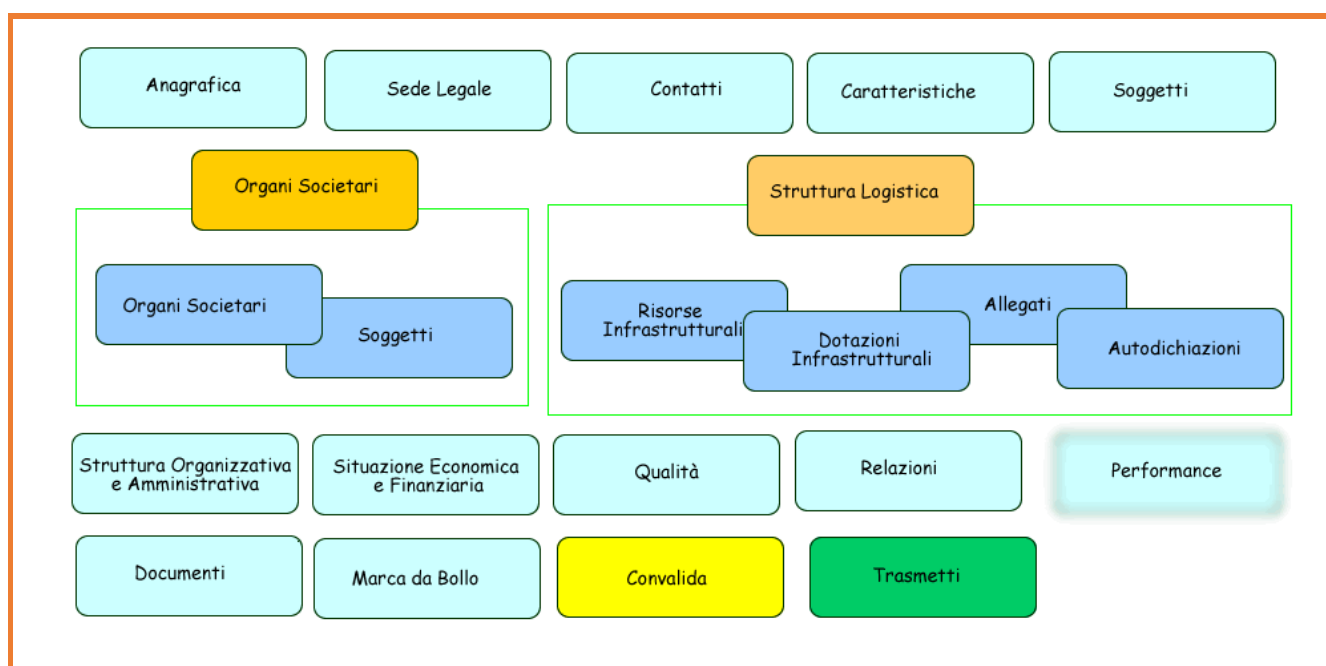 Anagrafica
Sede Legale
Contatti
Caratteristiche
Soggetti
Organi Societari
Struttura Logistica
Organi Societari
Soggetti
Risorse
Infrastrutturali
Dotazioni
Infrastrutturali
Allegati
Autodichiazioni
Struttura Organizzativa
e Amministrativa
Situazione Economica
e Finanziaria
Qualità
Relazioni
Performance
Documenti
Marca da Bollo
Convalida
Trasmetti